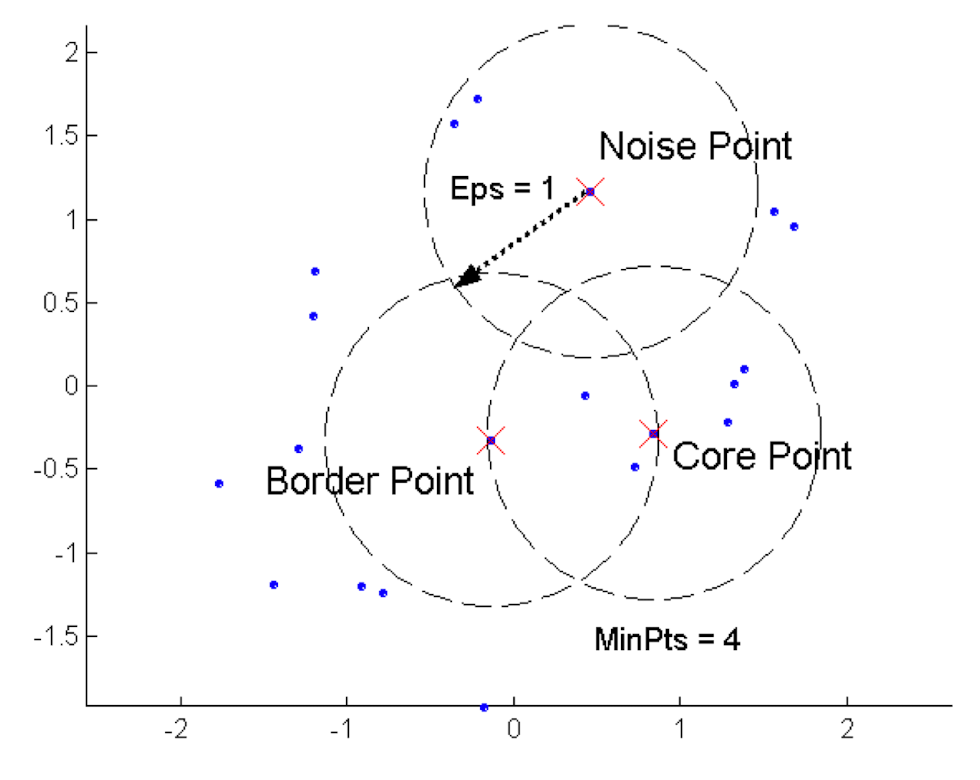 2
1.5
Noise Point
Eps = 1
1
0.5
0
Core Point
-0.5
Border Point
-1
-1.5
MinPts = 4
-2
-1
0
1
2